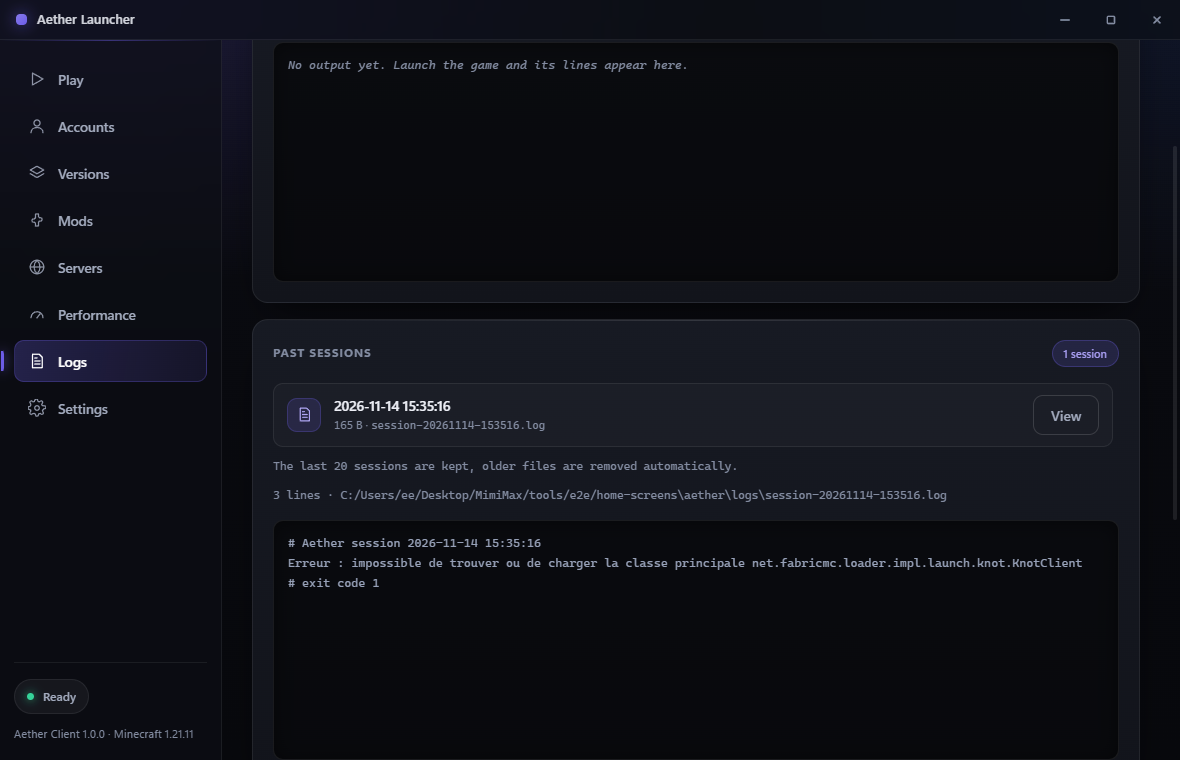 Aether Launcher
Play
Accounts
Versions
Mods
Servers
Performance
Logs
Settings
Ready
Aether Client 1.0.0 · Minecraft 1.21.11
No output yet. Launch the game and its lines appear here.
PAST SESSIONS
1 session
2026-11-14 15:35:16
165 B · session-20261114-153516.log
View
The last 20 sessions are kept, older files are removed automatically.
3 lines · C:/Users/ee/Desktop/MimiMax/tools/e2e/home-screens\aether\logs\session-20261114-153516.log
# Aether session 2026-11-14 15:35:16
Erreur : impossible de trouver ou de charger la classe principale net.fabricmc.loader.impl.launch.knot.KnotClient
# exit code 1